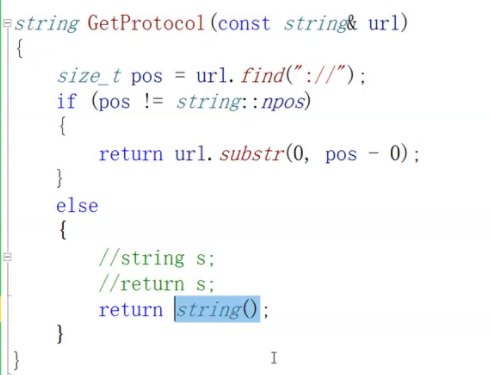 string GetProtocol(const string& url)
{
size_t pos = url.find("://");
if (pos != string::npos)
{
return url.substr(0, pos - 0);
}
else
{
//string s;
//return s;
return string();
}
}